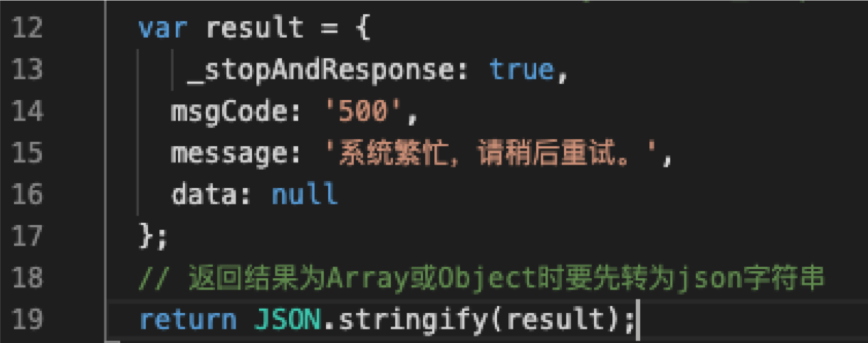 12 var result = {
13 _stopAndResponse: true,
14 msgCode: '500',
15 message: '系统繁忙，请稍后重试。',
16 data: null
17 };
18 // 返回结果为Array或Object时要先转为json字符串
19 return JSON.stringify(result);